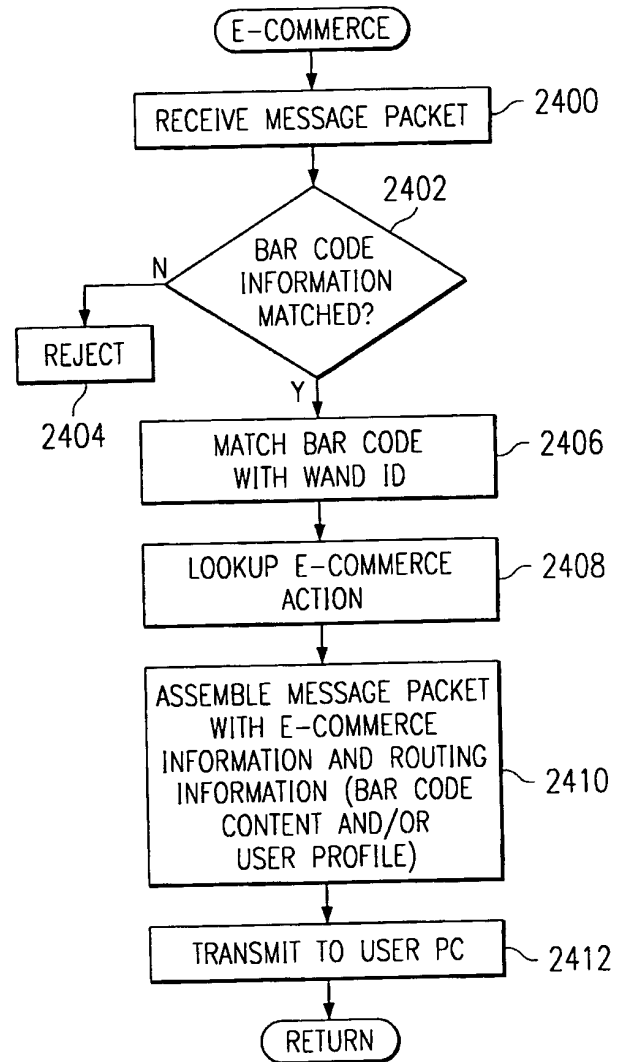 E-COMMERCE
RECEIVE MESSAGE PACKET
2400
2402
BAR CODE
INFORMATION
MATCHED?
N
REJECT
2404
Y
MATCH BAR CODE
WITH WAND ID
2406
LOOKUP E-COMMERCE
ACTION
2408
ASSEMBLE MESSAGE PACKET
WITH E-COMMERCE
INFORMATION AND ROUTING
INFORMATION (BAR CODE
CONTENT AND/OR
USER PROFILE)
2410
TRANSMIT TO USER PC
2412
RETURN